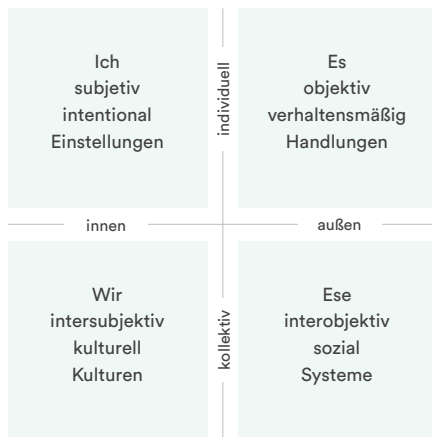 Ich
subjetiv
intentional
Einstellungen
individuell
Es
objektiv
verhaltensmäßig
Handlungen
innen
außen
Wir
intersubjektiv
kulturell
Kulturen
kollektiv
Ese
interobjektiv
sozial
Systeme